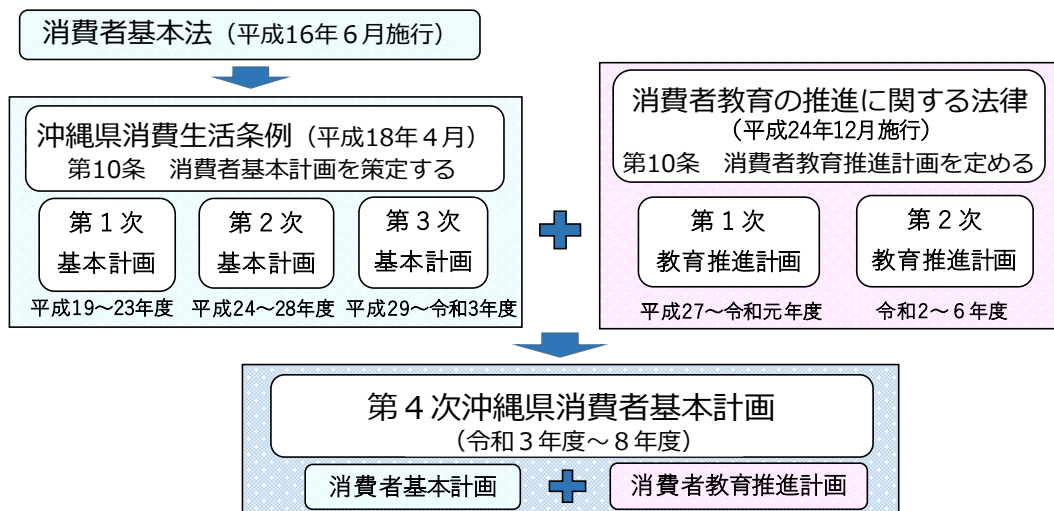 消費者基本法（平成16年６月施行）
沖縄県消費生活条例（平成18年４月）
第10条　消費者基本計画を策定する
第１次
基本計画
平成19～23年度
第２次
基本計画
平成24～28年度
第３次
基本計画
平成29～令和3年度
消費者教育の推進に関する法律
（平成24年12月施行）
第10条　消費者教育推進計画を定める
第１次
教育推進計画
平成27～令和元年度
第２次
教育推進計画
令和2～６年度
第４次沖縄県消費者基本計画
（令和３年度～８年度）
消費者基本計画
消費者教育推進計画